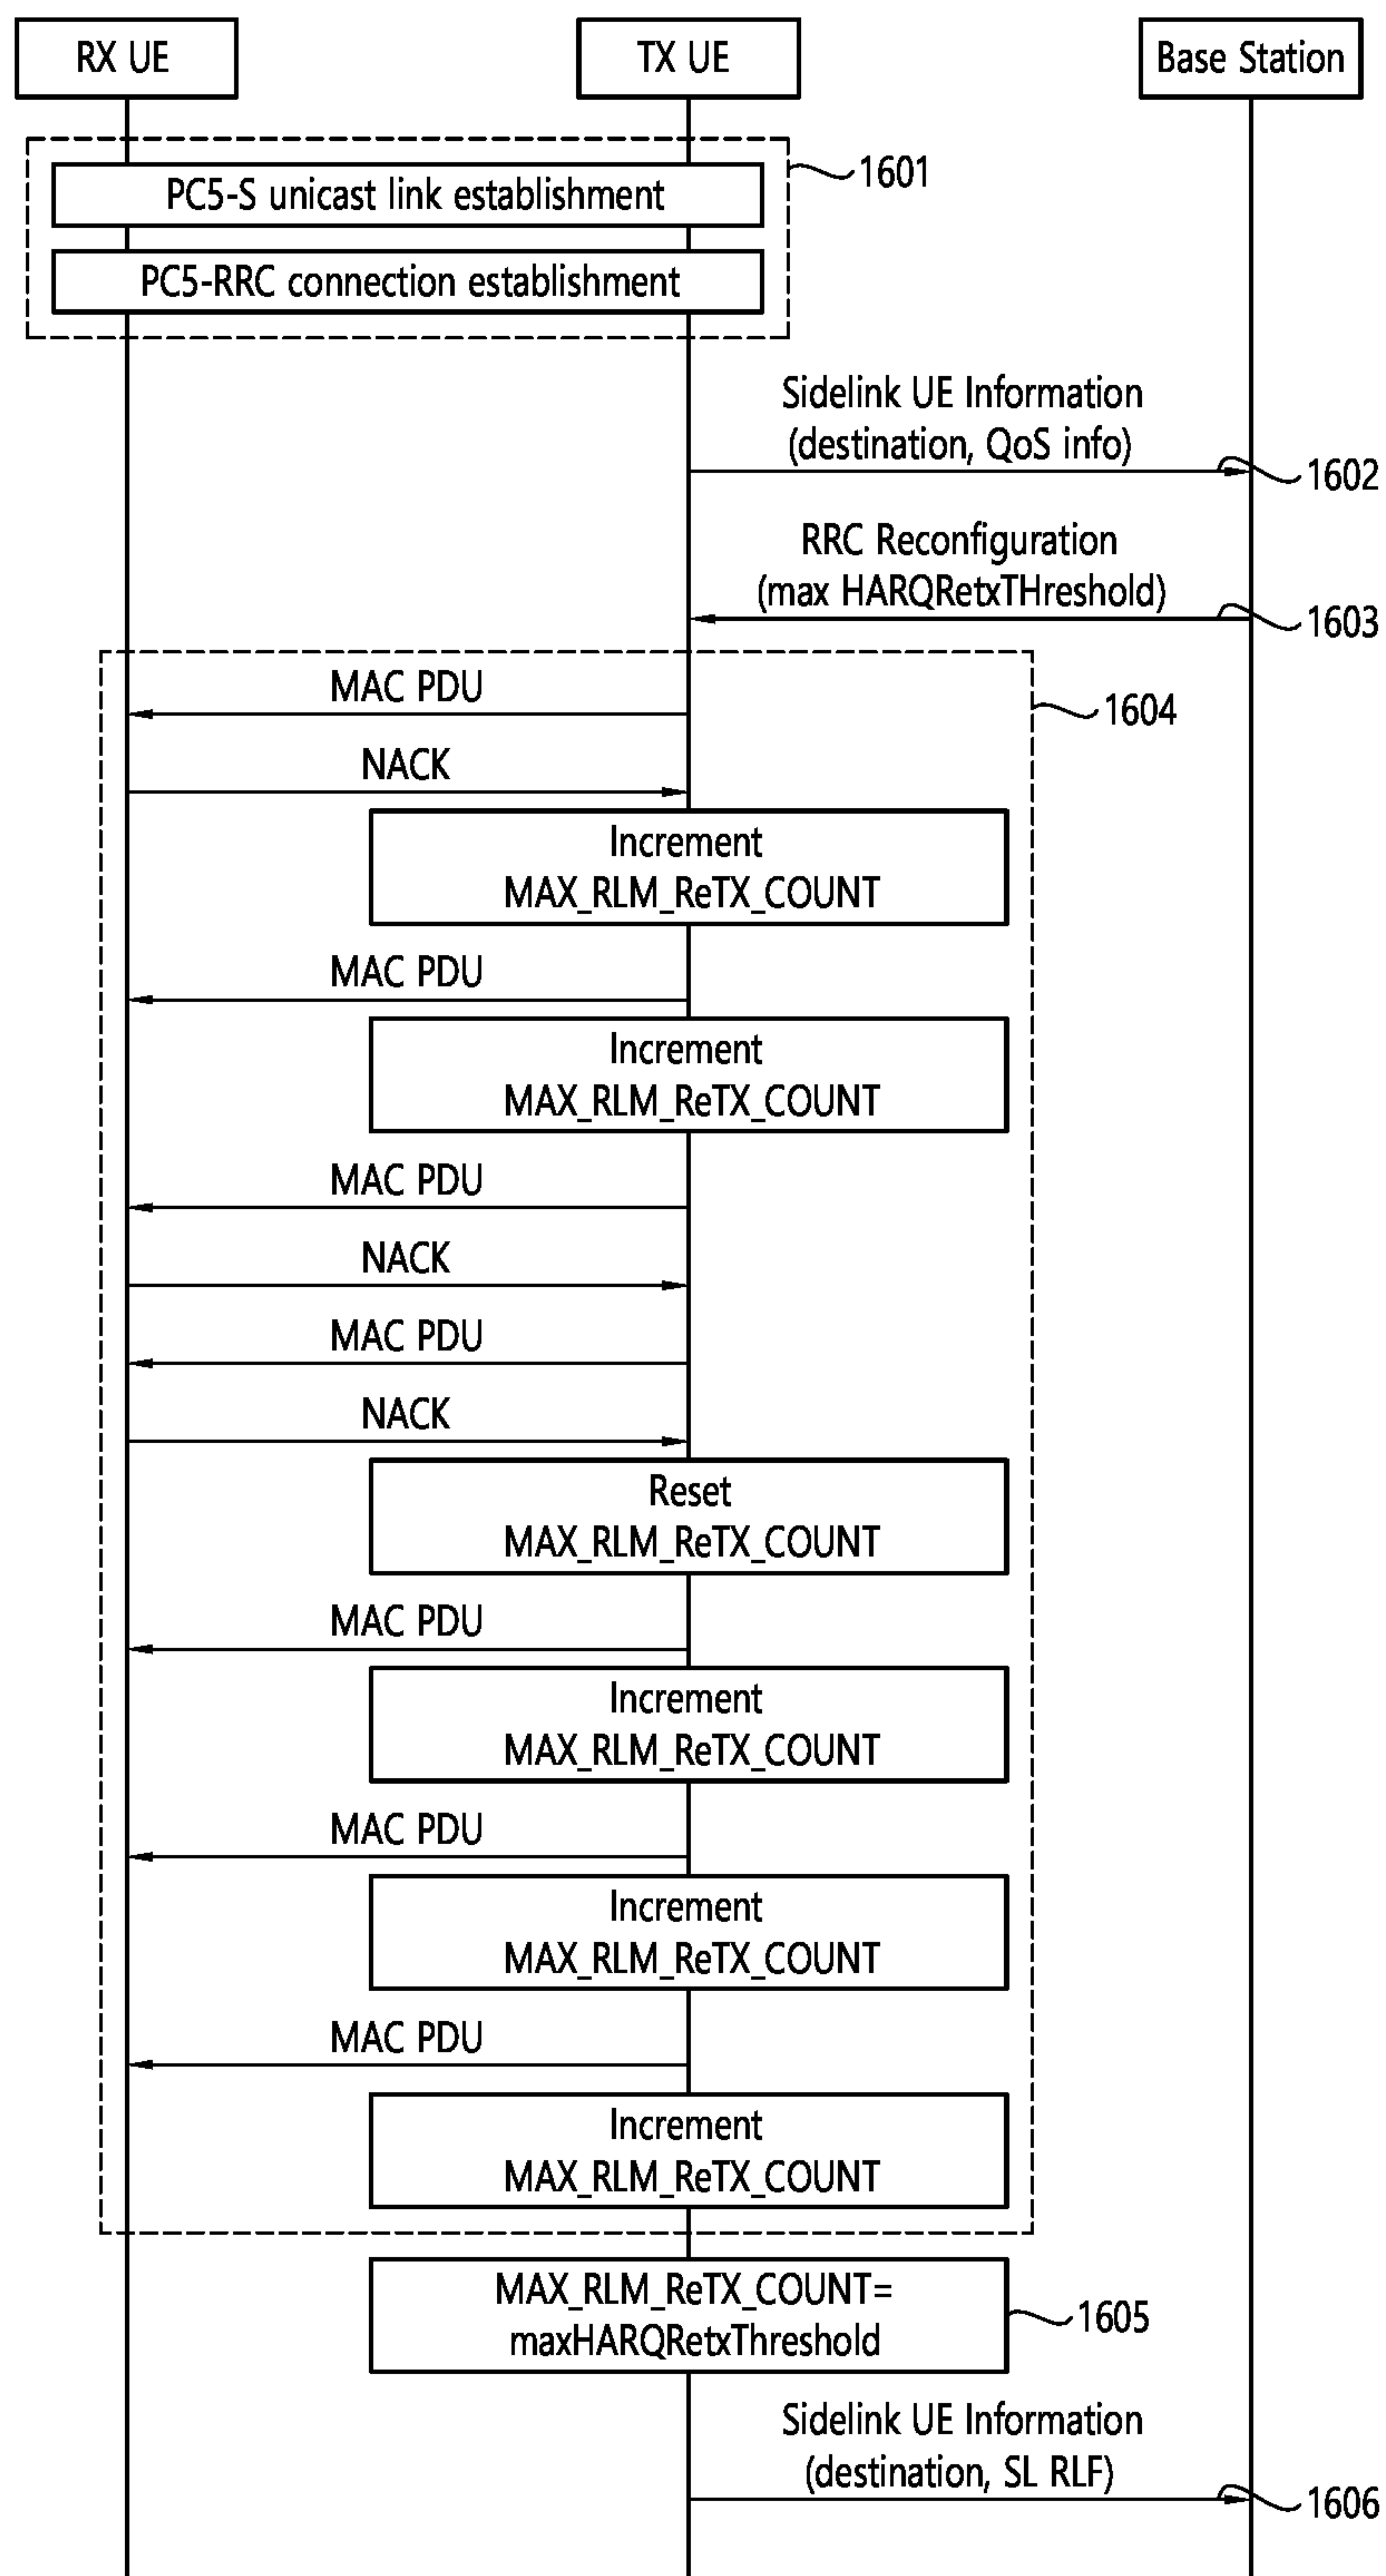 RX UE
TX UE
Base Station
PC5-S unicast link establishment
1601
PC5-RRC connection establishment
Sidelink UE Information
(destination, QoS info)
1602
RRC Reconfiguration
(max HARQRetxTHreshold)
1603
MAC PDU
1604
NACK
Increment
MAX_RLM_ReTX_COUNT
MAC PDU
Increment
MAX_RLM_ReTX_COUNT
MAC PDU
NACK
MAC PDU
NACK
Reset
MAX_RLM_ReTX_COUNT
MAC PDU
Increment
MAX_RLM_ReTX_COUNT
MAC PDU
Increment
MAX_RLM_ReTX_COUNT
MAC PDU
Increment
MAX_RLM_ReTX_COUNT
MAX_RLM_ReTX_COUNT=
maxHARQRetxThreshold
1605
Sidelink UE Information
(destination, SL RLF)
1606